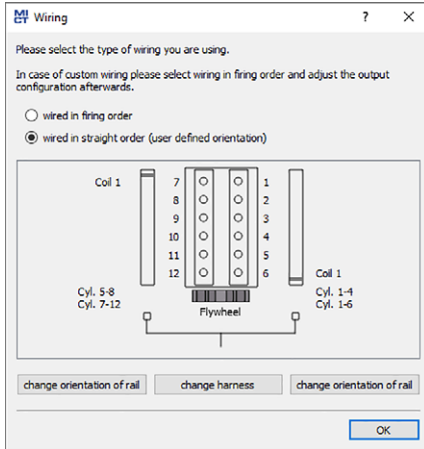 MICT Wiring ? ×
Please select the type of wiring you are using.
In case of custom wiring please select wiring in firing order and adjust the output
configuration afterwards.
wired in firing order
wired in straight order (user defined orientation)
Coil 1 7 1
8 2
9 3
10 4
11 5
12 6 Coil 1
Cyl. 5-8 Cyl. 1-4
Cyl. 7-12 Cyl. 1-6
Flywheel
change orientation of rail change harness change orientation of rail
OK